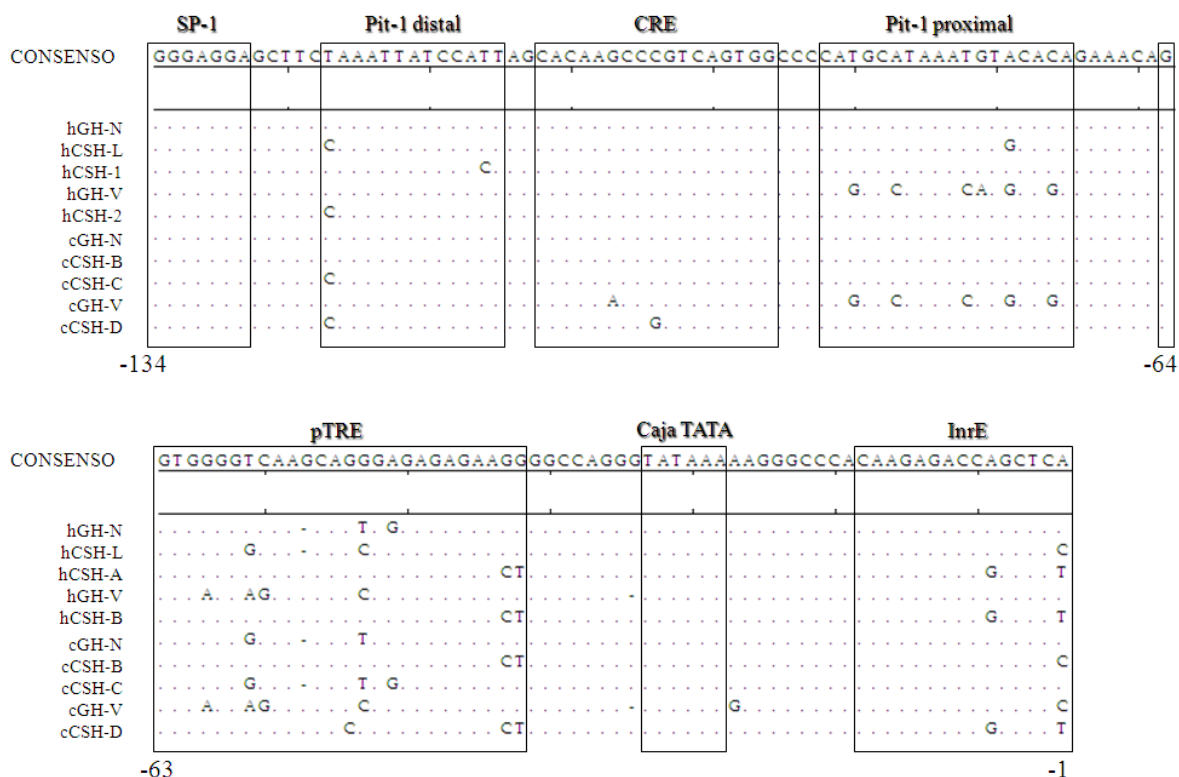 SP-1 Pit-1 distal CRE Pit-1 proximal
CONSENSO GGGAGGAGCTTCTAAATTATCCATTAGCACAAGCCCGTCAGTGGCCCCATGCATAAATGTACACAGAAACAG
hGH-N
hCSH-L C G
hCSH-1 C
hGH-V G C CA G G
hCSH-2 C
cGH-N
cCSH-B
cCSH-C C
cGH-V A G C C G G
cCSH-D C G
-134 -64
pTRE Caja TATA InrE
CONSENSO GTGGGGTCAAGCAGGGAGAGAGAAGGGGCCAGGGTATAAAAAGGGCCCACAAGAGACCAGCTCA
hGH-N - T G
hCSH-L G - C C
hCSH-A CT G T
hGH-V A AG C -
hCSH-B CT G T
cGH-N G - T
cCSH-B CT C
cCSH-C G - T G
cGH-V A AG C - G C
cCSH-D C CT G T
-63 -1